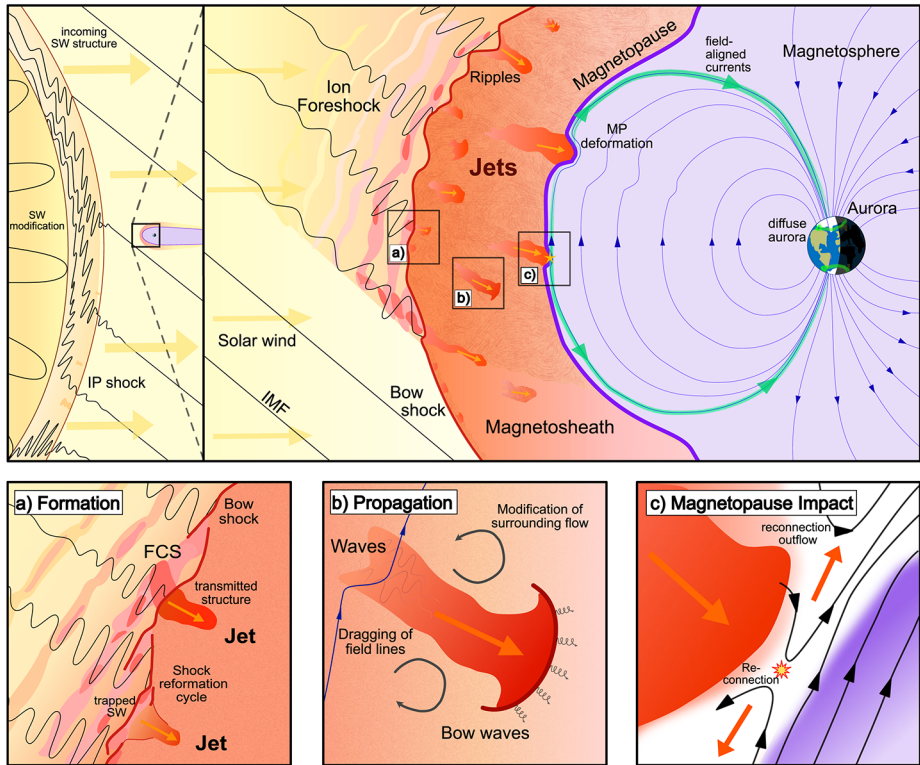 incoming
SW structure
SW
modification
IP shock
Ion
Foreshock
Solar wind
IMF
Bow
shock
Ripples
Jets
Magnetosheath
Magnetopause
MP
deformation
field-
aligned
currents
Magnetosphere
Aurora
diffuse
aurora
a)
b)
c)
a) Formation
Bow
shock
FCS
transmitted
structure
Jet
Shock
reformation
cycle
trapped
SW
Jet
b) Propagation
Modification of
surrounding flow
Waves
Dragging of
field lines
Bow waves
c) Magnetopause Impact
reconnection
outflow
Re-
connection